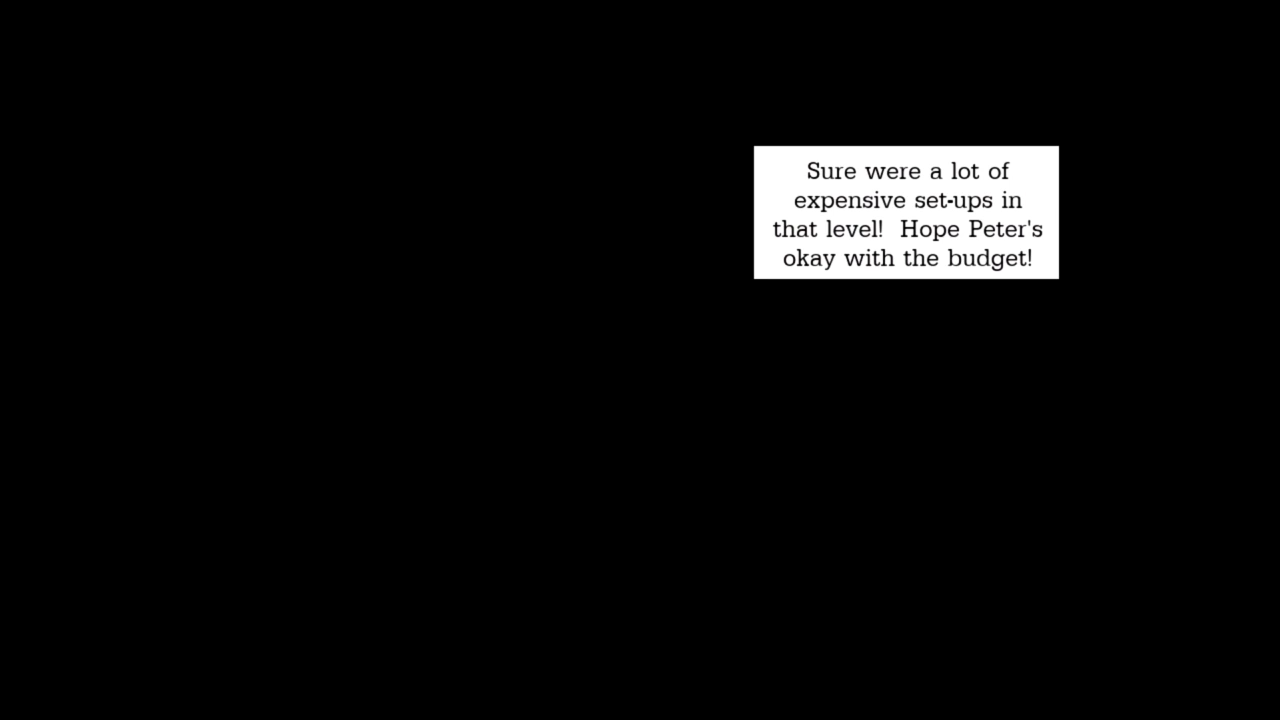 Sure were a lot of
expensive set-ups in
that level!  Hope Peter's
okay with the budget!